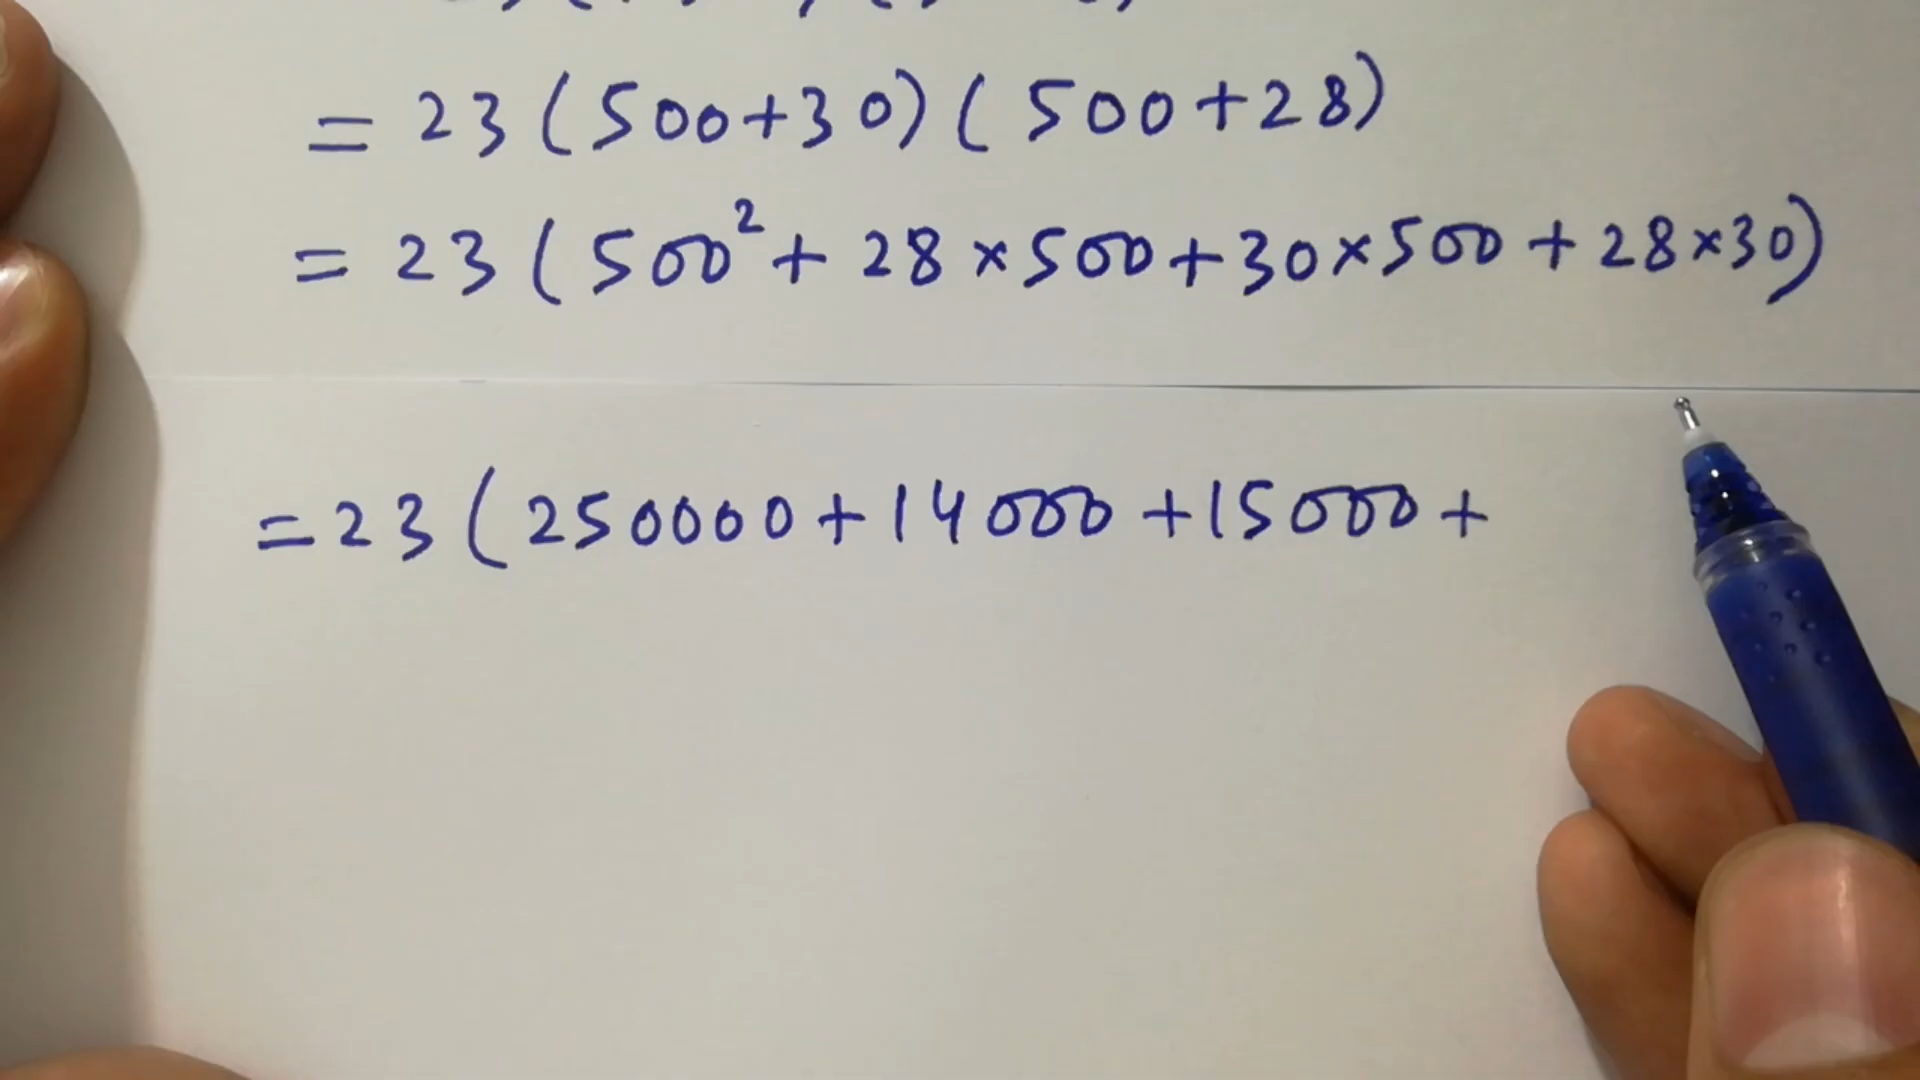 = 23 (500+30) (500+28)
= 23 (500² + 28 × 500 + 30 × 500 + 28 × 30)
= 23 (250000 + 14000 + 15000 +